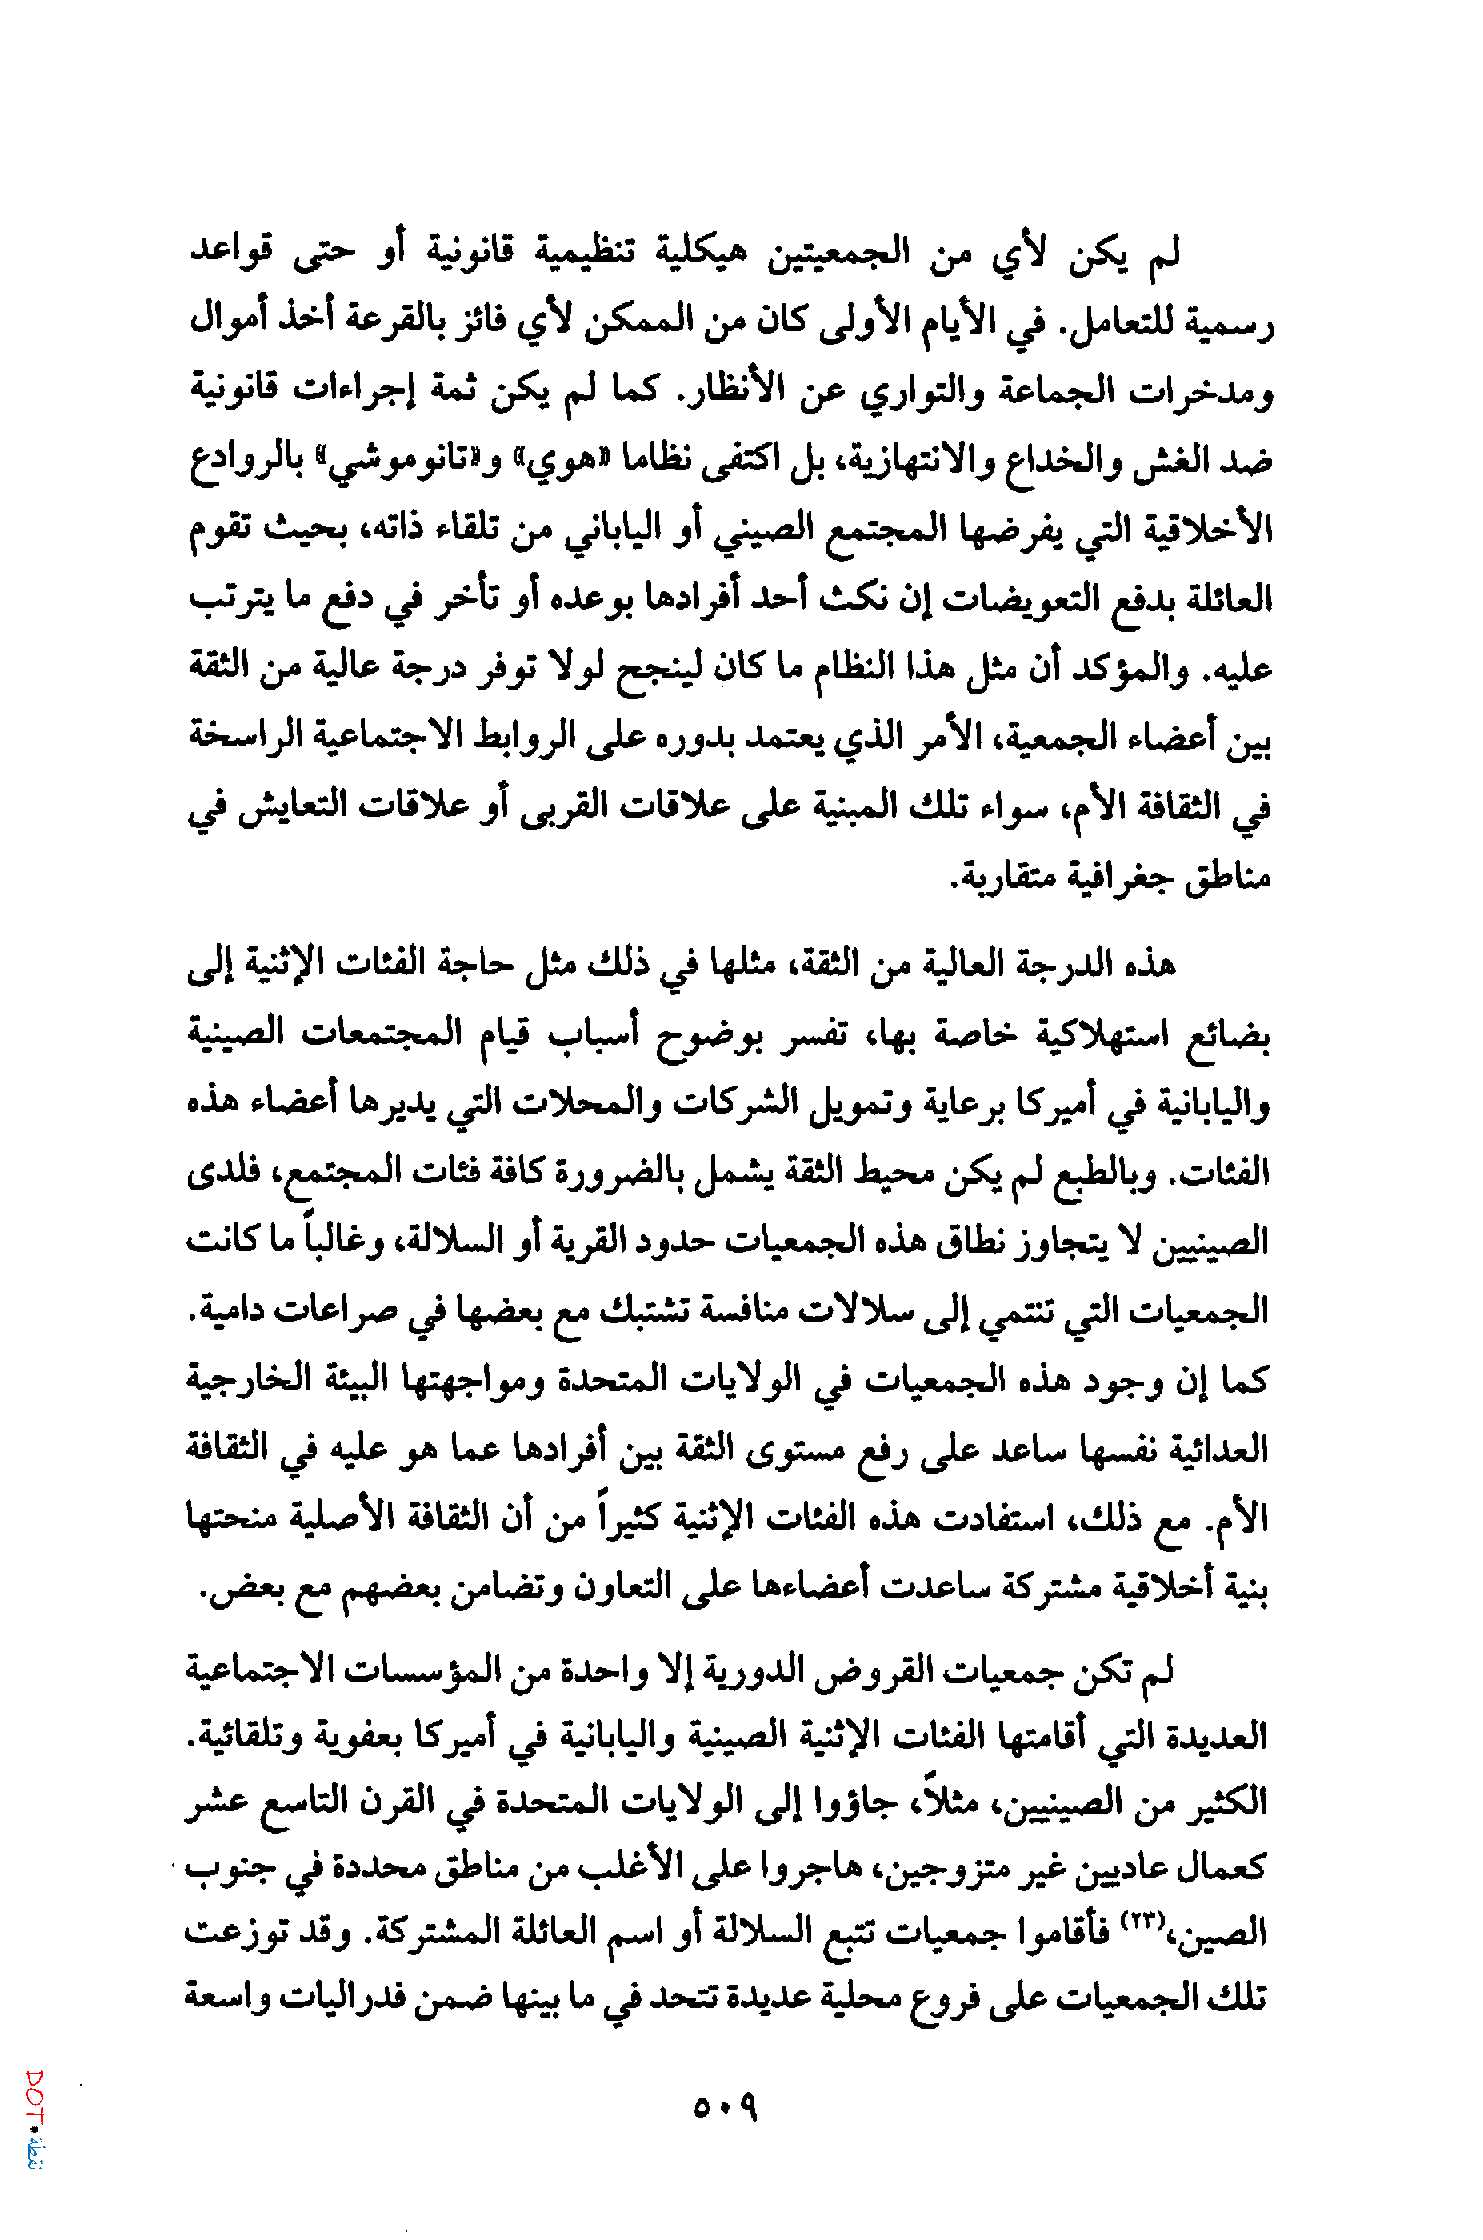 لم يكن لأي من الجمعيتين هيكلية تنظيمية قانونية أو حتى قواعد
رسمية للتعامل. في الأيام الأولى كان من الممكن لأي فائز بالقرعة أخذ أموال
ومدخرات الجماعة والتواري عن الأنظار. كما لم يكن ثمة إجراءات قانونية
ضد الغش والخداع والانتهازية، بل اكتفى نظاما «هوي» و«تانوموشي» بالروادع
الأخلاقية التي يفرضها المجتمع الصيني أو الياباني من تلقاء ذاته، بحيث تقوم
العائلة بدفع التعويضات إن نكث أحد أفرادها بوعده أو تأخر في دفع ما يترتب
عليه. والمؤكد أن مثل هذا النظام ما كان لينجح لولا توفر درجة عالية من الثقة
بين أعضاء الجمعية، الأمر الذي يعتمد بدوره على الروابط الاجتماعية الراسخة
في الثقافة الأم، سواء تلك المبنية على علاقات القربى أو علاقات التعايش في
مناطق جغرافية متقاربة.
هذه الدرجة العالية من الثقة، مثلها في ذلك مثل حاجة الفئات الإثنية إلى
بضائع استهلاكية خاصة بها، تفسر بوضوح أسباب قيام المجتمعات الصينية
واليابانية في أميركا برعاية وتمويل الشركات والمحلات التي يديرها أعضاء هذه
الفئات. وبالطبع لم يكن محيط الثقة يشمل بالضرورة كافة فئات المجتمع، فلدى
الصينيين لا يتجاوز نطاق هذه الجمعيات حدود القرية أو السلالة، وغالباً ما كانت
الجمعيات التي تنتمي إلى سلالات منافسة تشتبك مع بعضها في صراعات دامية.
كما إن وجود هذه الجمعيات في الولايات المتحدة ومواجهتها البيئة الخارجية
العدائية نفسها ساعد على رفع مستوى الثقة بين أفرادها عما هو عليه في الثقافة
الأم. مع ذلك، استفادت هذه الفئات الإثنية كثيراً من أن الثقافة الأصلية منحتها
بنية أخلاقية مشتركة ساعدت أعضاءها على التعاون وتضامن بعضهم مع بعض.
لم تكن جمعيات القروض الدورية إلا واحدة من المؤسسات الاجتماعية
العديدة التي أقامتها الفئات الإثنية الصينية واليابانية في أميركا بعفوية وتلقائية.
الكثير من الصينيين، مثلاً، جاؤوا إلى الولايات المتحدة في القرن التاسع عشر
كعمال عاديين غير متزوجين، هاجروا على الأغلب من مناطق محددة في جنوب
الصين،(٢٣) فأقاموا جمعيات تتبع السلالة أو اسم العائلة المشتركة. وقد توزعت
تلك الجمعيات على فروع محلية عديدة تتحد في ما بينها ضمن فدراليات واسعة
٥٠٩
DOT • نقطة